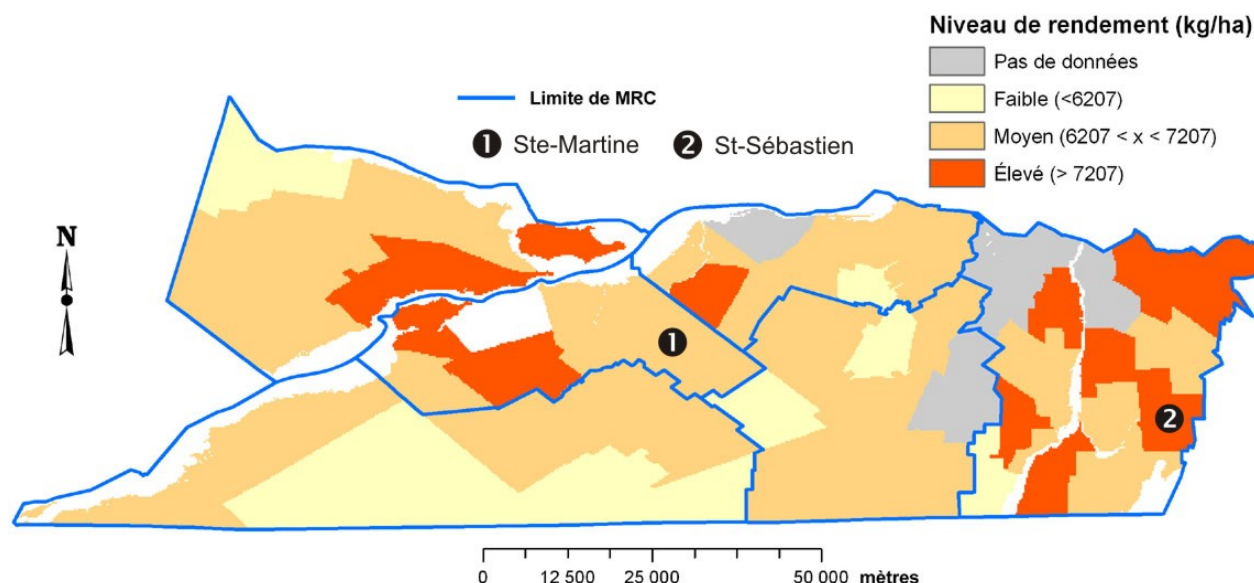 Niveau de rendement (kg/ha)
Pas de données
Faible (<6207)
Moyen (6207 < x < 7207)
Élevé (> 7207)
Limite de MRC
1 Ste-Martine 2 St-Sébastien
N
1
2
0 12 500 25 000 50 000 mètres